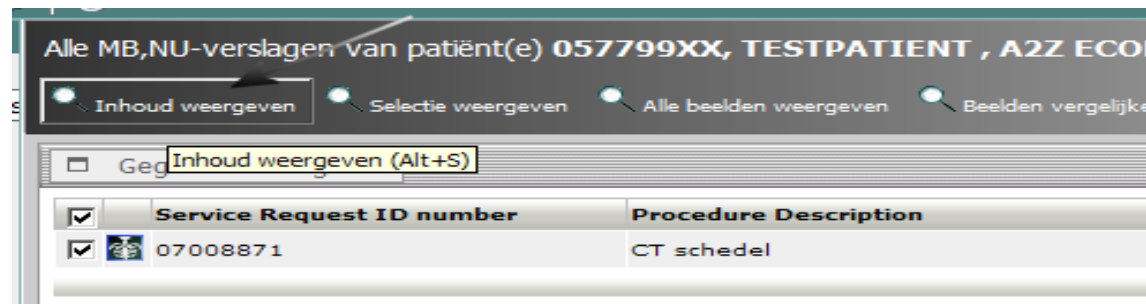 Alle MB,NU-verslagen van patiënt(e) 057799XX, TESTPATIENT , A2Z ECO
Inhoud weergeven Selectie weergeven Alle beelden weergeven Beelden vergelijke
Inhoud weergeven (Alt+S)
Service Request ID number Procedure Description
07008871 CT schedel